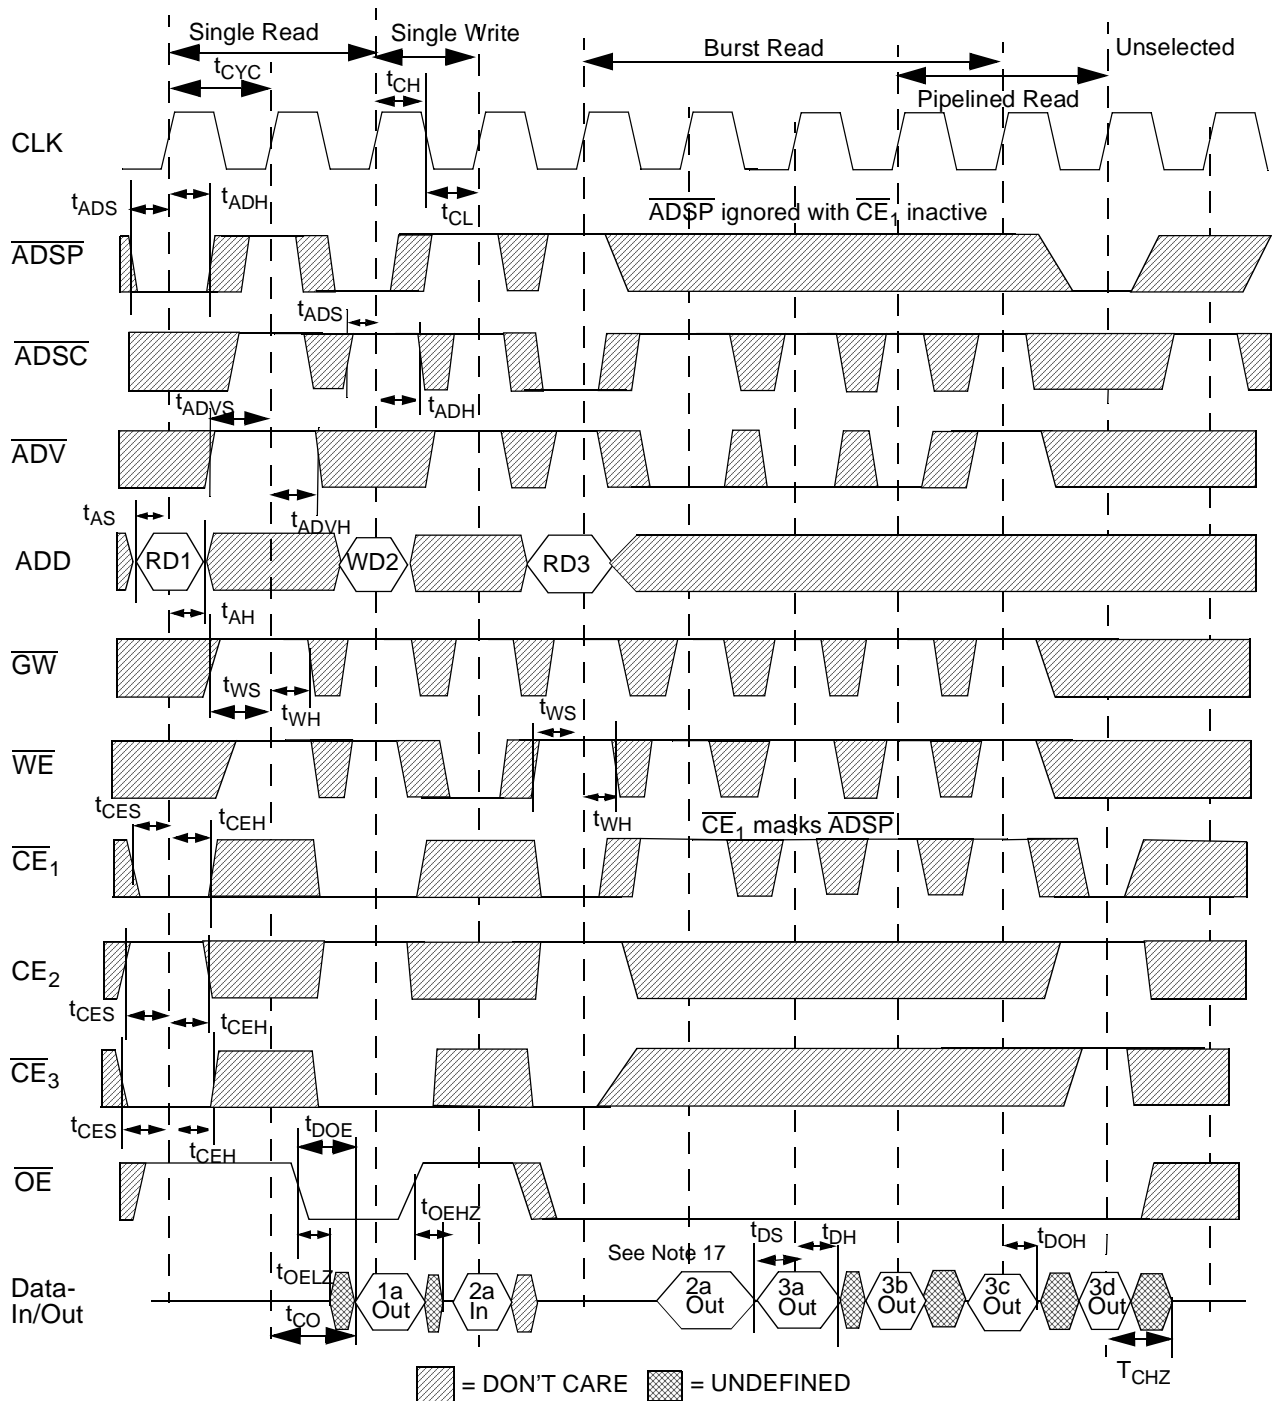 Single Read
Single Write
Burst Read
Unselected
tCYC
tCH
Pipelined Read
CLK
tADS
tADH
tCL
ADSP ignored with CE1 inactive
ADSP
tADS
ADSC
tADVS
tADH
ADV
tAS
tADVH
ADD
RD1
WD2
RD3
tAH
GW
tWS
tWH
tWS
WE
tCES
tCEH
tWH
CE1 masks ADSP
CE1
CE2
tCES
tCEH
CE3
tCES
tCEH
tDOE
OE
tOEHZ
See Note 17
tDS
tDH
tDOH
tOELZ
Data-
In/Out
1a
Out
2a
In
2a
Out
3a
Out
3b
Out
3c
Out
3d
Out
tCO
TCHZ
= DON'T CARE
= UNDEFINED